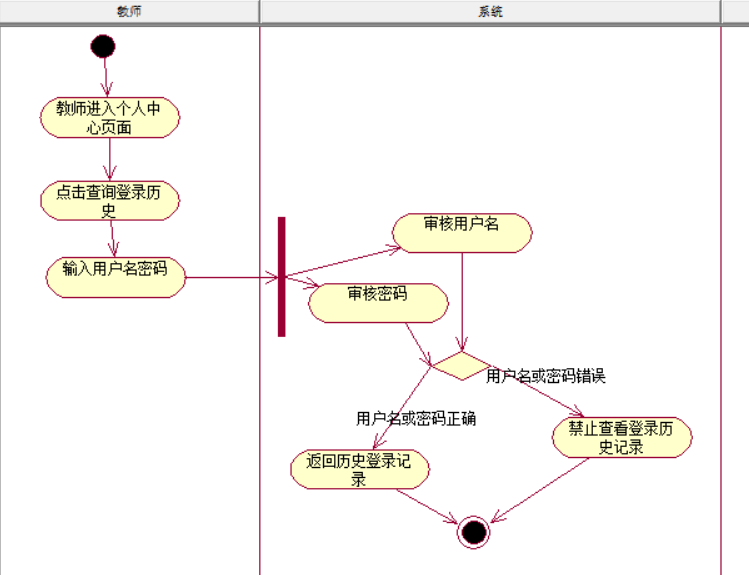 教师
系统
教师进入个人中
心页面
点击查询登录历
史
输入用户名密码
审核用户名
审核密码
用户名或密码错误
用户名或密码正确
禁止查看登录历
史记录
返回历史登录记
录